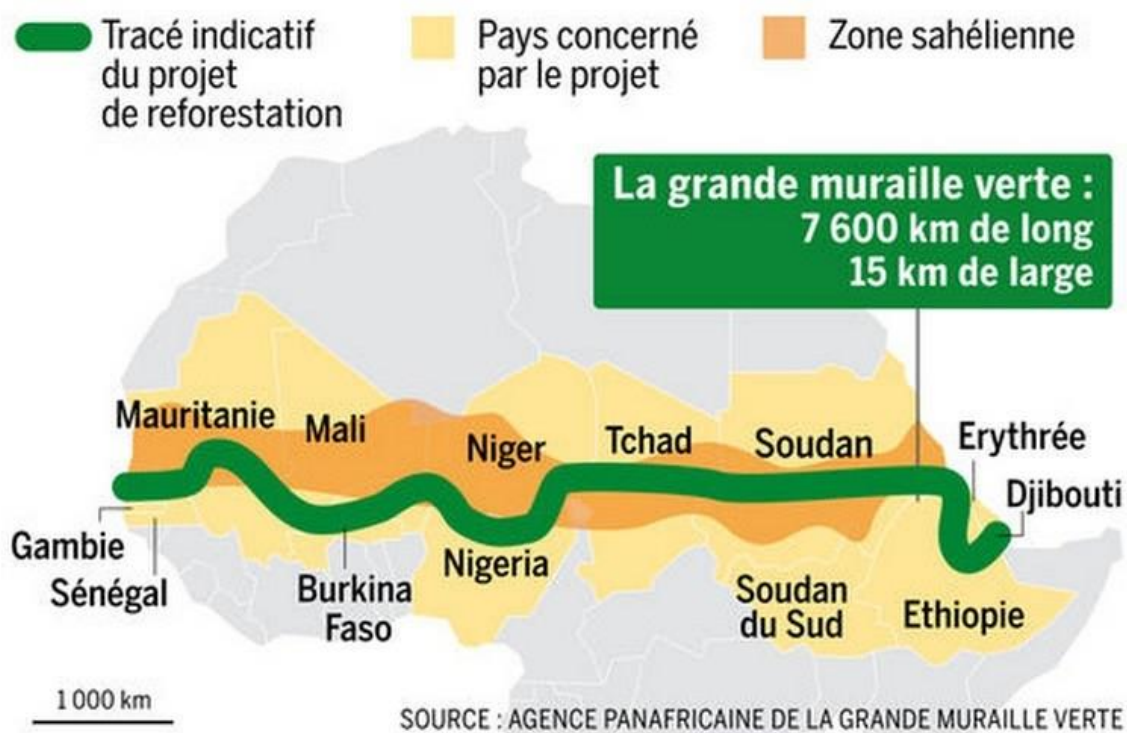 Tracé indicatif
du projet
de reforestation
Pays concerné
par le projet
Zone sahélienne
La grande muraille verte :
7 600 km de long
15 km de large
Mauritanie
Mali
Niger
Tchad
Soudan
Erythrée
Djibouti
Gambie
Sénégal
Burkina
Faso
Nigeria
Soudan
du Sud
Ethiopie
1 000 km
SOURCE : AGENCE PANAFRICAINE DE LA GRANDE MURAILLE VERTE